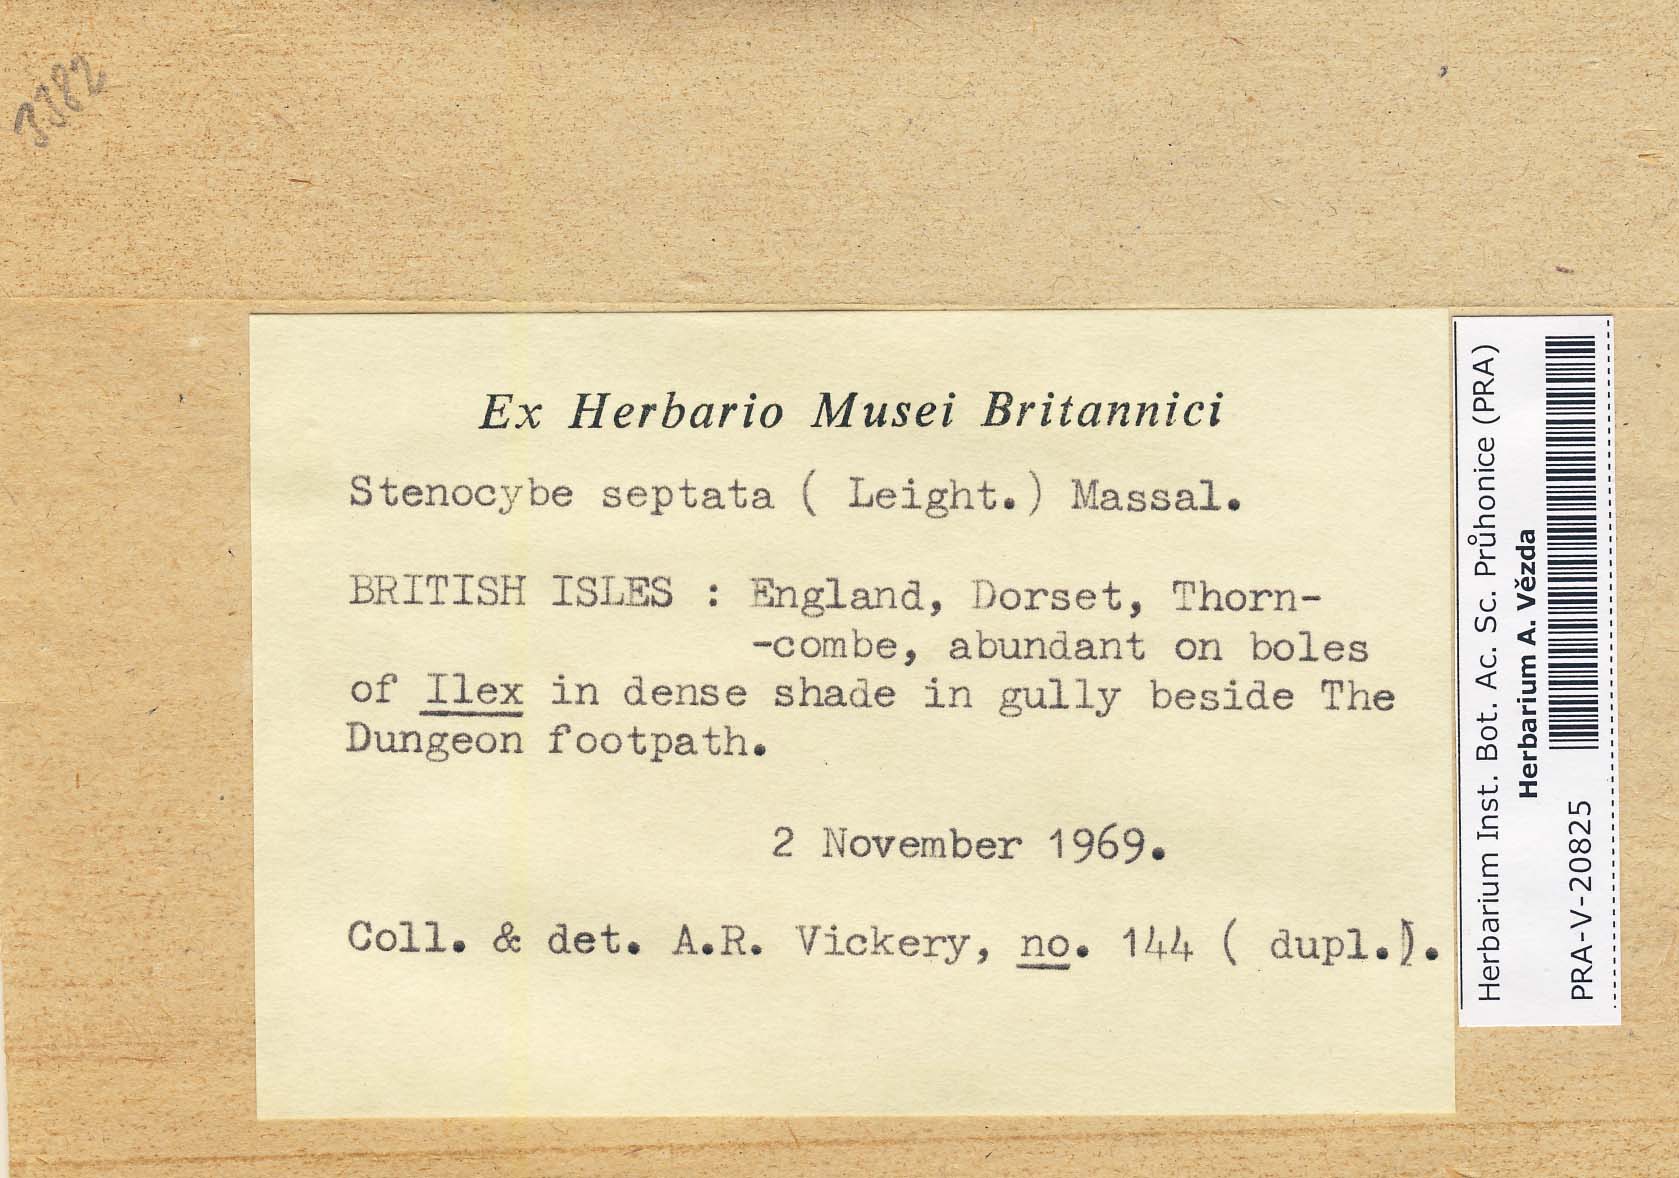 3382
Ex Herbario Musei Britannici
Stenocybe septata ( Leight.) Massal.
BRITISH ISLES : England, Dorset, Thorn-
-combe, abundant on boles
of Ilex in dense shade in gully beside The
Dungeon footpath.
2 November 1969.
Coll. & det. A.R. Vickery, no. 144 ( dupl.).
Herbarium Inst. Bot. Ac. Sc. Průhonice (PRA)
Herbarium A. Vězda
PRA-V-20825